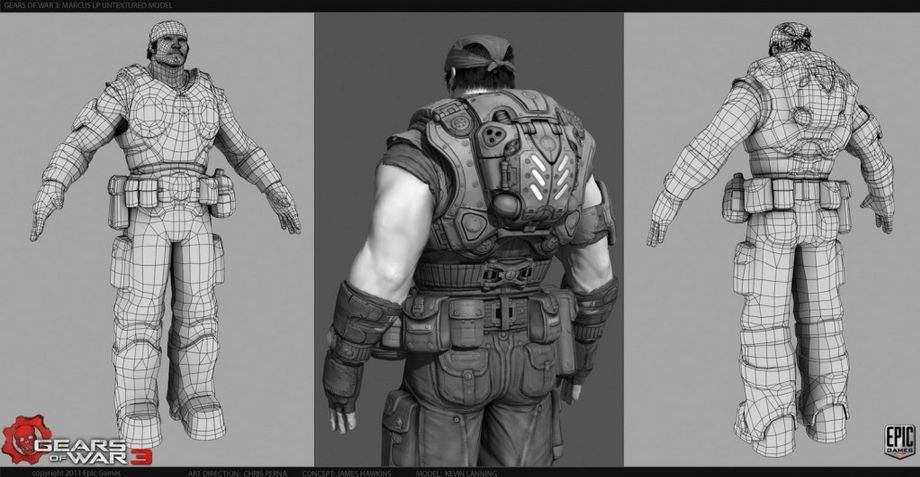 GEARS OF WAR 3: MARCUS LP UNTEXTURED MODEL
GEARS
OF WAR 3
EPIC
GAMES
copyright 2011 Epic Games
ART DIRECTION: CHRIS PERNA
CONCEPT: JAMES HAWKINS
MODEL: KEVIN LANNING